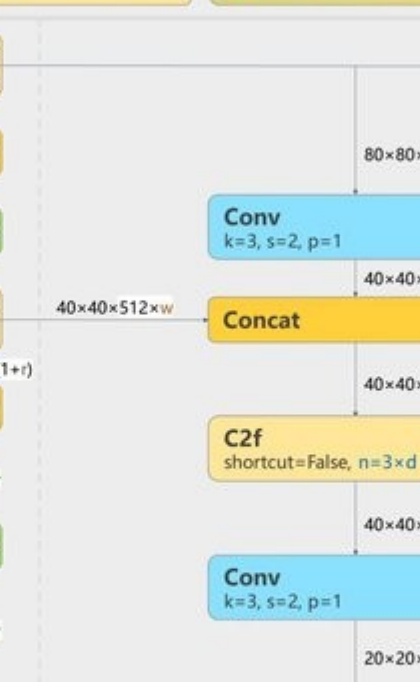 80×80×
Conv
k=3, s=2, p=1
40×40×
40×40×512×w
Concat
1+r)
40×40×
C2f
shortcut=False, n=3×d
40×40×
Conv
k=3, s=2, p=1
20×20×